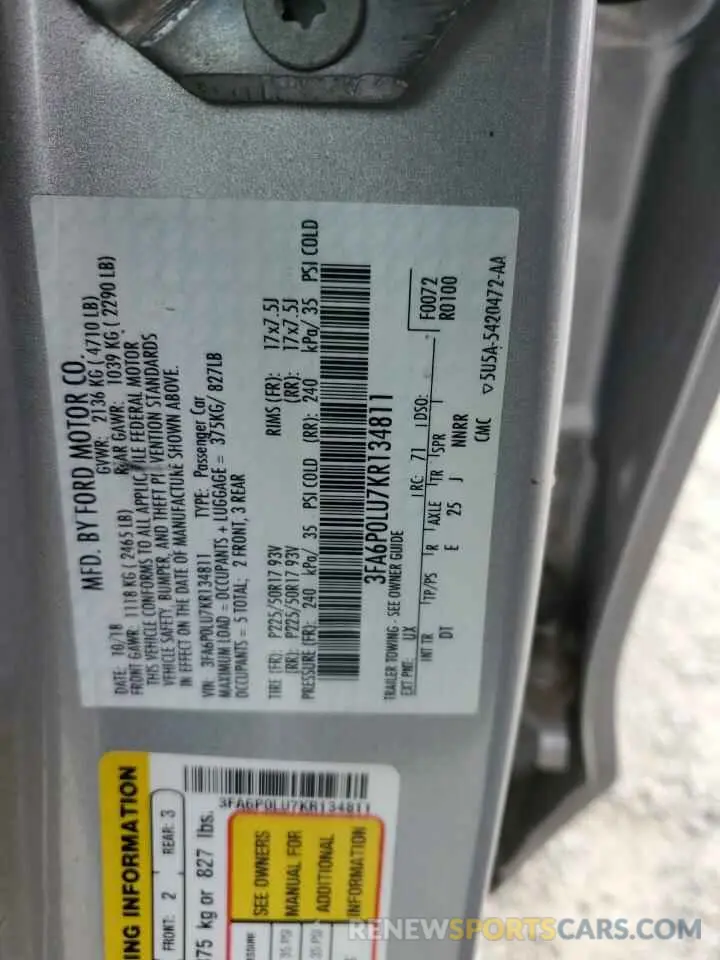 MFD. BY FORD MOTOR CO.
DATE: 10/18 GVWR: 2136 KG ( 4710 LB)
FRONT GAWR: 1118 KG ( 2465 LB) REAR GAWR: 1039 KG ( 2290 LB)
THIS VEHICLE CONFORMS TO ALL FEDERAL MOTOR
VEHICLE SAFETY, BUMPER, AND THEFT STANDARDS
IN EFFECT ON THE DATE OF MANUFACTURE SHOWN ABOVE.
VIN: 3FA6P0LU7KR134811 TYPE: Passenger Car
MAXIMUM LOAD = OCCUPANTS + LUGGAGE = 375KG/ 827LB
OCCUPANTS = 5 TOTAL; 2 FRONT, 3 REAR
TIRE (FR): P225/50R17 93V RIMS (FR): 17x7.5J
(RR): P225/50R17 93V (RR): 17x7.5J
PRESSURE (FR): 240 kPa/ 35 PSI COLD (RR): 240 kPa/ 35 PSI COLD
3FA6P0LU7KR134811
TRAILER TOWING - SEE OWNER GUIDE
EXT PNT: UX RC: 71 DSO: F0072
R0100
INT TR TP/PS R AXLE TR SPR
DT E 25 J NNRR
CMC ▽5U5A-5420472-AA
3FA6P0LU7KR134811
ING INFORMATION
FRONT: 2 REAR: 3
375 kg or 827 lbs.
SEE OWNERS
MANUAL FOR
ADDITIONAL
INFORMATION
35 PSI
35 PSI
RENEWSPORTSCARS.COM